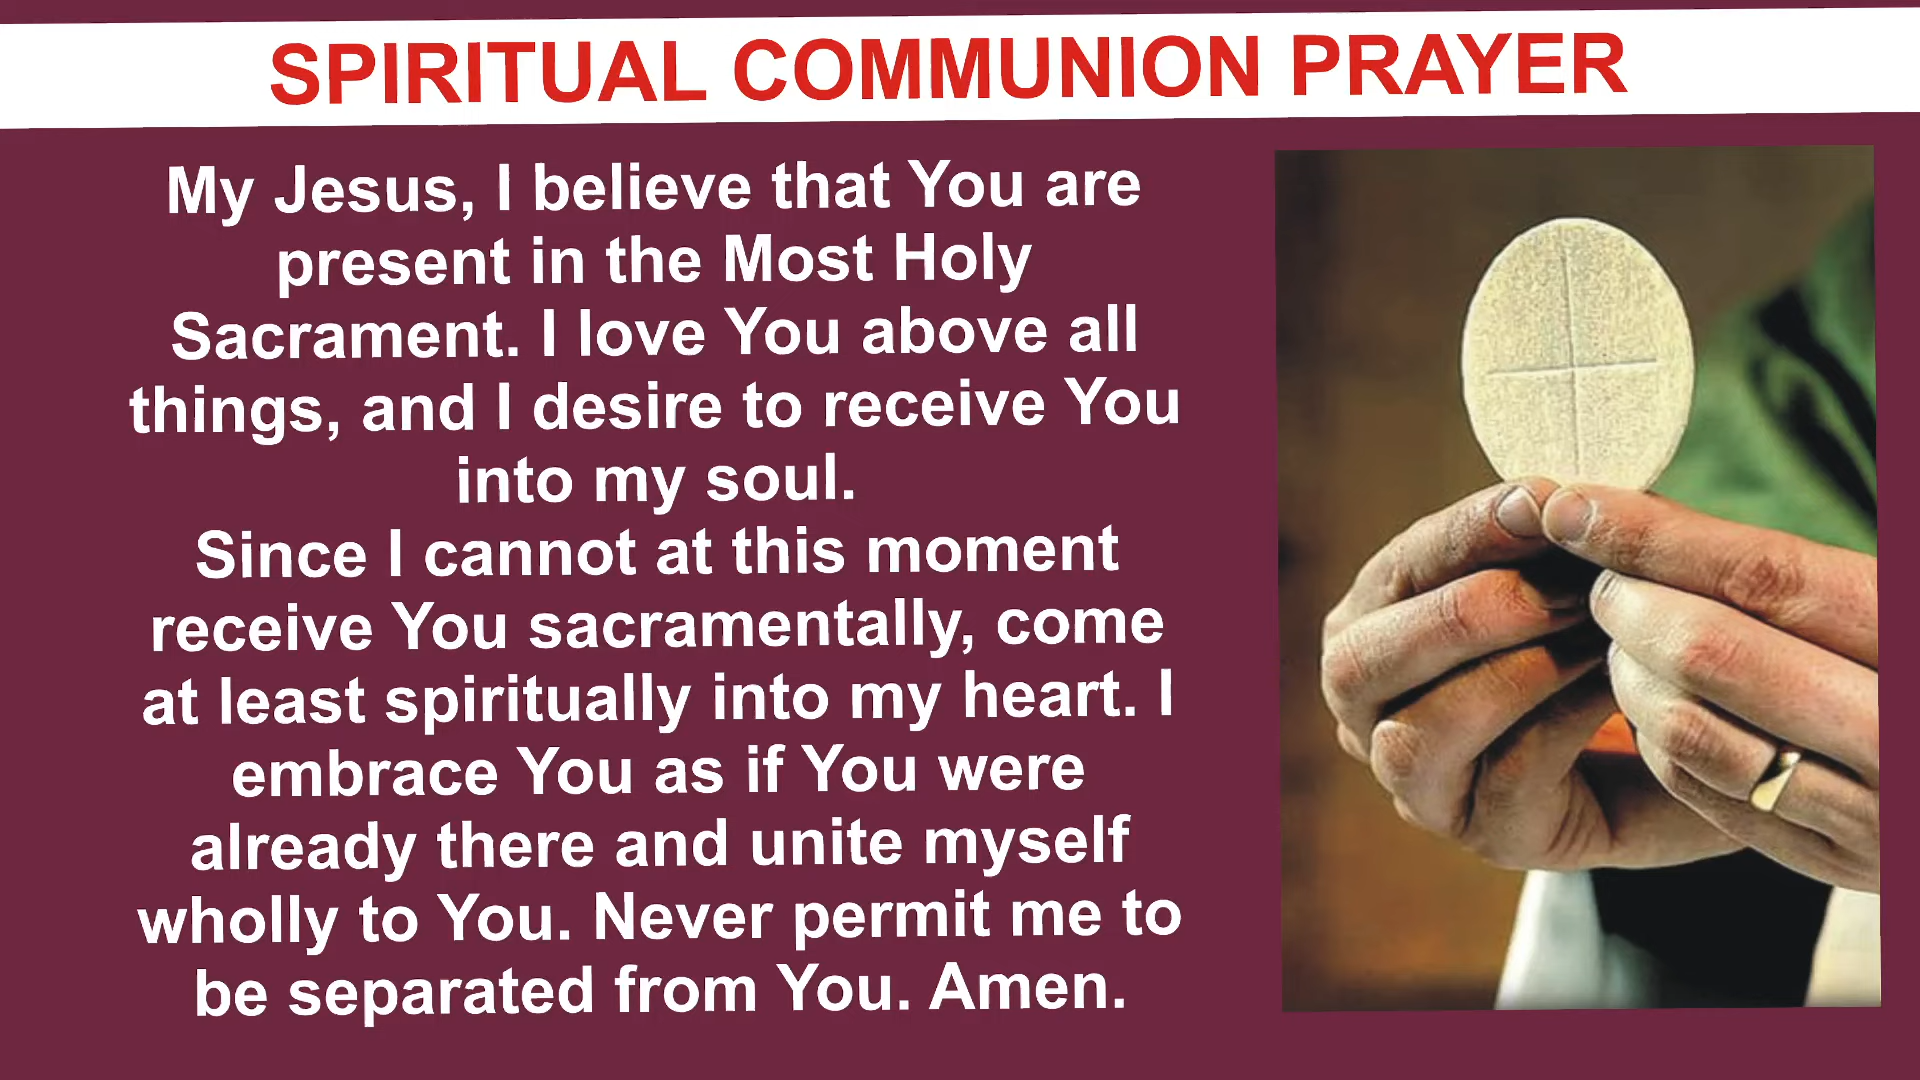 SPIRITUAL COMMUNION PRAYER
My Jesus, I believe that You are
present in the Most Holy
Sacrament. I love You above all
things, and I desire to receive You
into my soul.
Since I cannot at this moment
receive You sacramentally, come
at least spiritually into my heart. I
embrace You as if You were
already there and unite myself
wholly to You. Never permit me to
be separated from You. Amen.